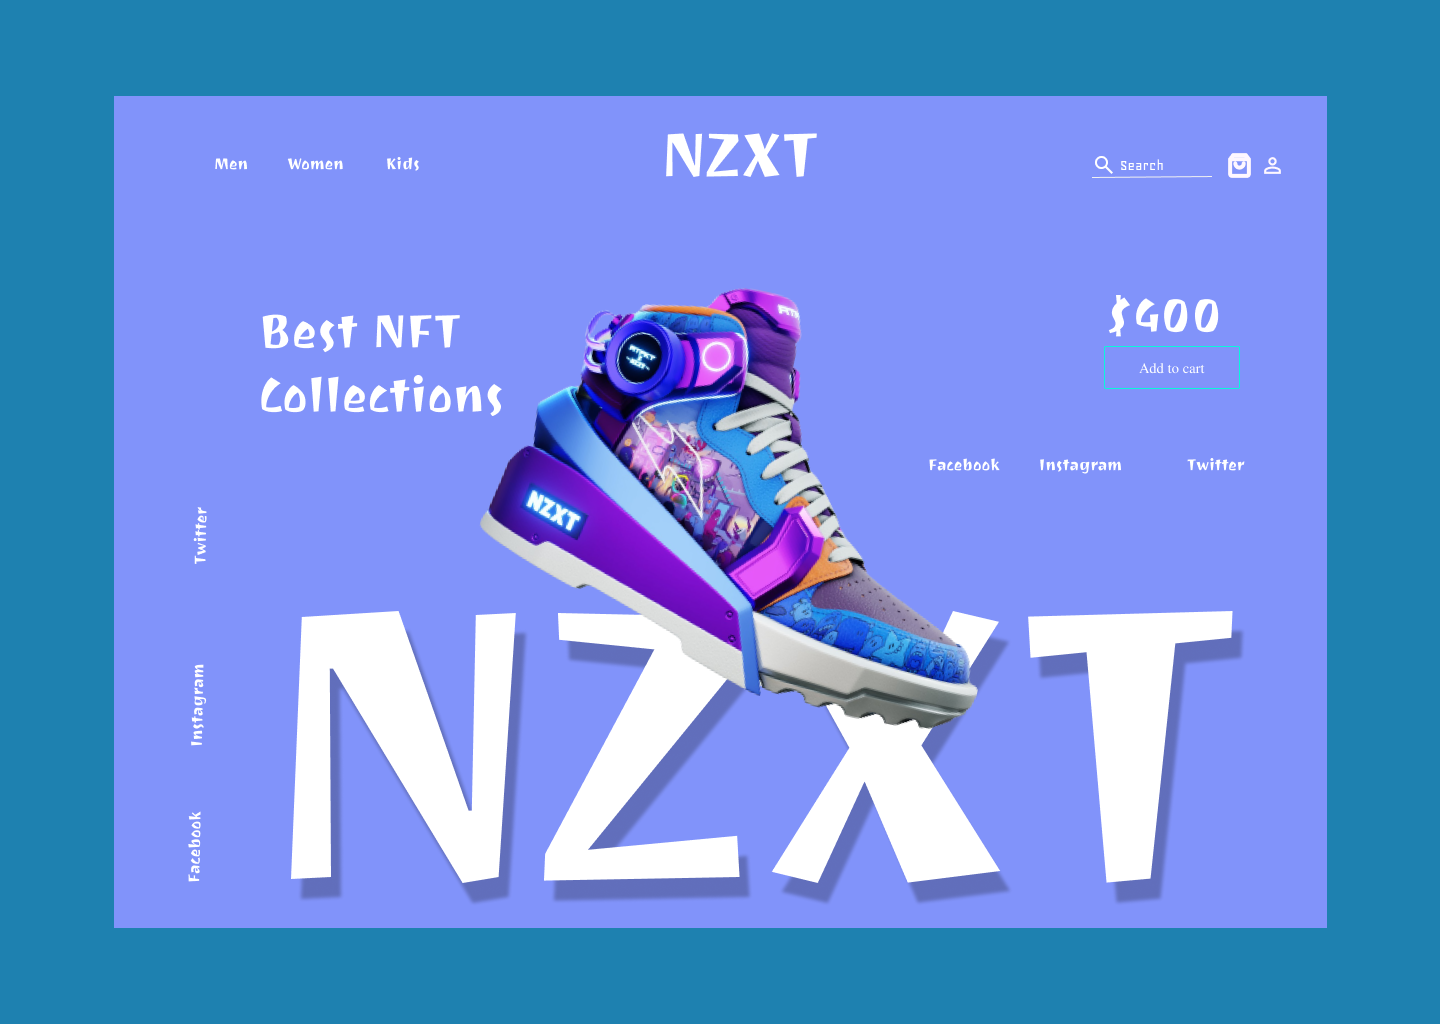 Men Women Kids
NZXT
Search
Best NFT
Collections
$400
Add to cart
Facebook Instagram Twitter
NZXT
Twitter
Instagram
Facebook
NZXT